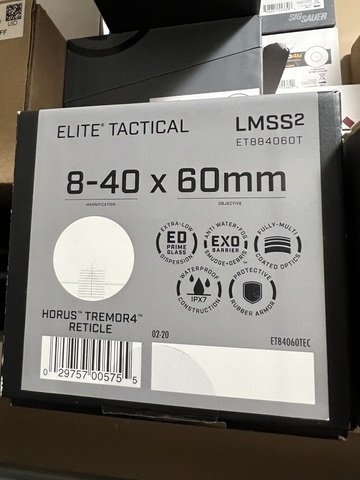 UID
SIG SAUER
ELITE® TACTICAL
LMSS2
ET884060T
8-40 x 60mm
MAGNIFICATION
OBJECTIVE
EXTRA-LOW
ED
PRIME
GLASS
DISPERSION
ANTI WATER•FOG
EXO
BARRIER
SMUDGE•DEBRIS
FULLY-MULTI
COATED OPTICS
WATERPROOF
IPX7
CONSTRUCTION
PROTECTIVE
RUBBER ARMOR
HORUS™ TREMOR4™
RETICLE
02-20
ET84060TEC
0 29757 00575 5